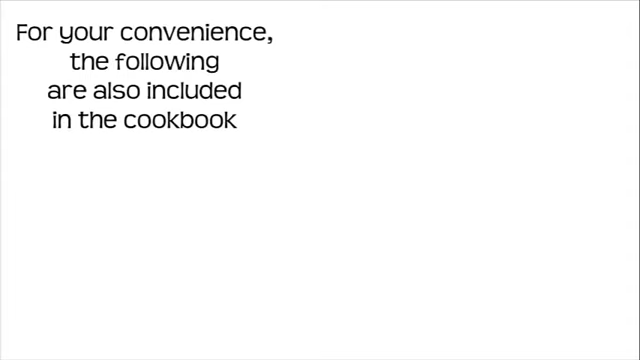 For your convenience,
the following
are also included
in the cookbook